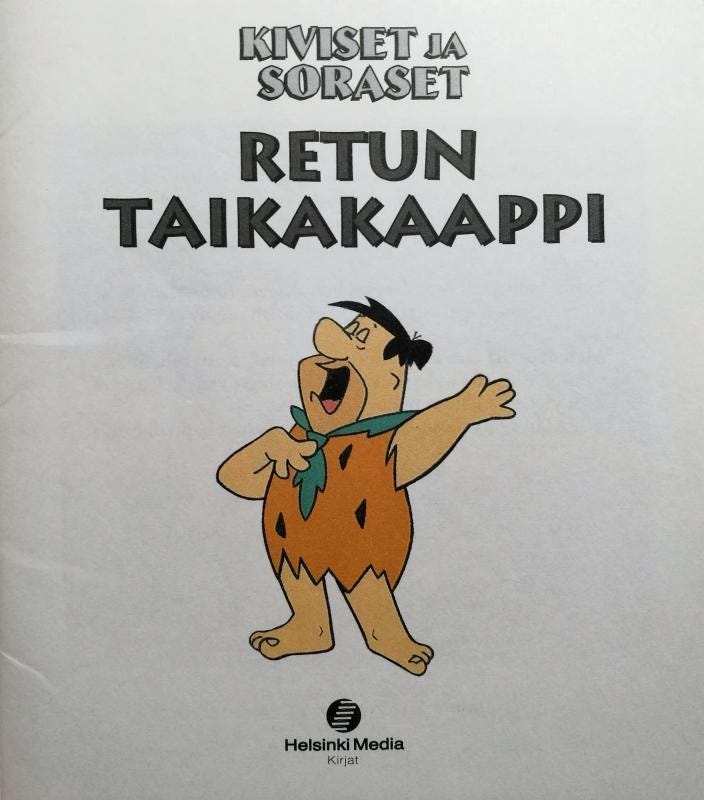 KIVISET JA
SORASET
RETUN
TAIKAKAAPPI
Helsinki Media
Kirjat